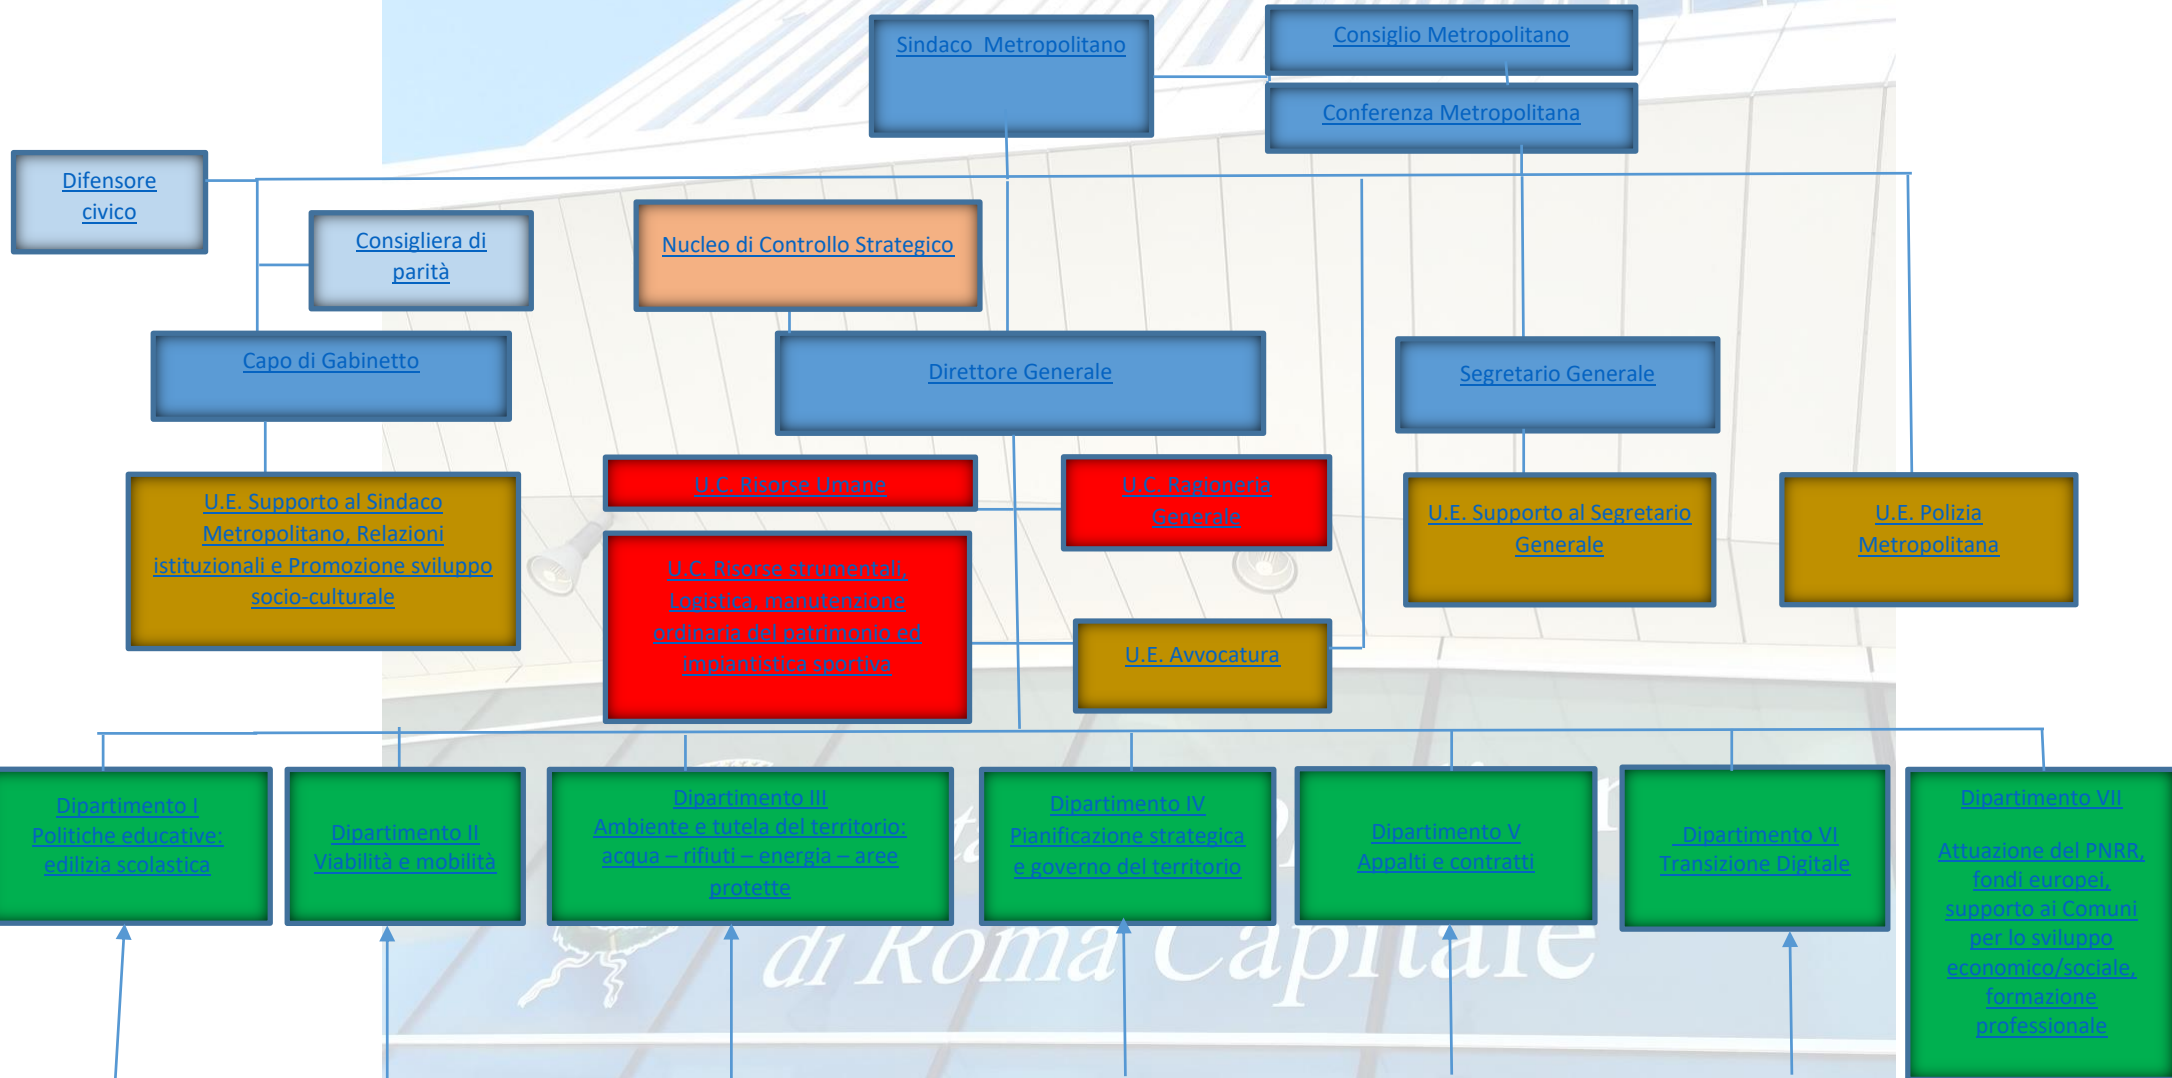 Sindaco Metropolitano
Consiglio Metropolitano
Conferenza Metropolitana
Difensore
civico
Consigliera di
parità
Nucleo di Controllo Strategico
Capo di Gabinetto
Direttore Generale
Segretario Generale
U.E. Supporto al Sindaco
Metropolitano, Relazioni
istituzionali e Promozione sviluppo
socio-culturale
U.C. Risorse Umane
U.C. Ragioneria
Generale
U.E. Supporto al Segretario
Generale
U.E. Polizia
Metropolitana
U.C. Risorse strumentali,
Logistica, manutenzione
ordinaria del patrimonio ed
impiantistica sportiva
U.E. Avvocatura
Dipartimento I
Politiche educative:
edilizia scolastica
Dipartimento II
Viabilità e mobilità
Dipartimento III
Ambiente e tutela del territorio:
acqua – rifiuti – energia – aree
protette
Dipartimento IV
Pianificazione strategica
e governo del territorio
Dipartimento V
Appalti e contratti
Dipartimento VI
Transizione Digitale
Dipartimento VII
Attuazione del PNRR,
fondi europei,
supporto ai Comuni
per lo sviluppo
economico/sociale,
formazione
professionale
di Roma Capitale